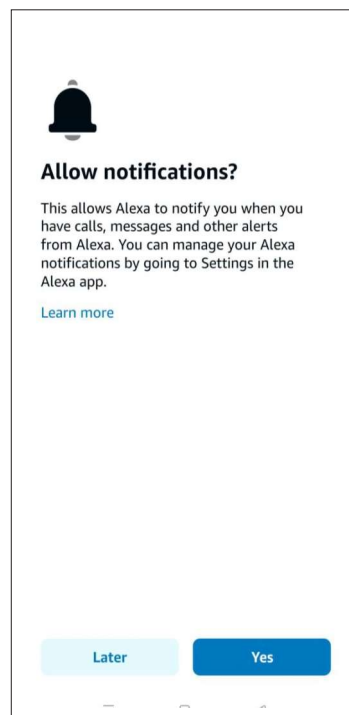 Allow notifications?
This allows Alexa to notify you when you
have calls, messages and other alerts
from Alexa. You can manage your Alexa
notifications by going to Settings in the
Alexa app.
Learn more
Later Yes